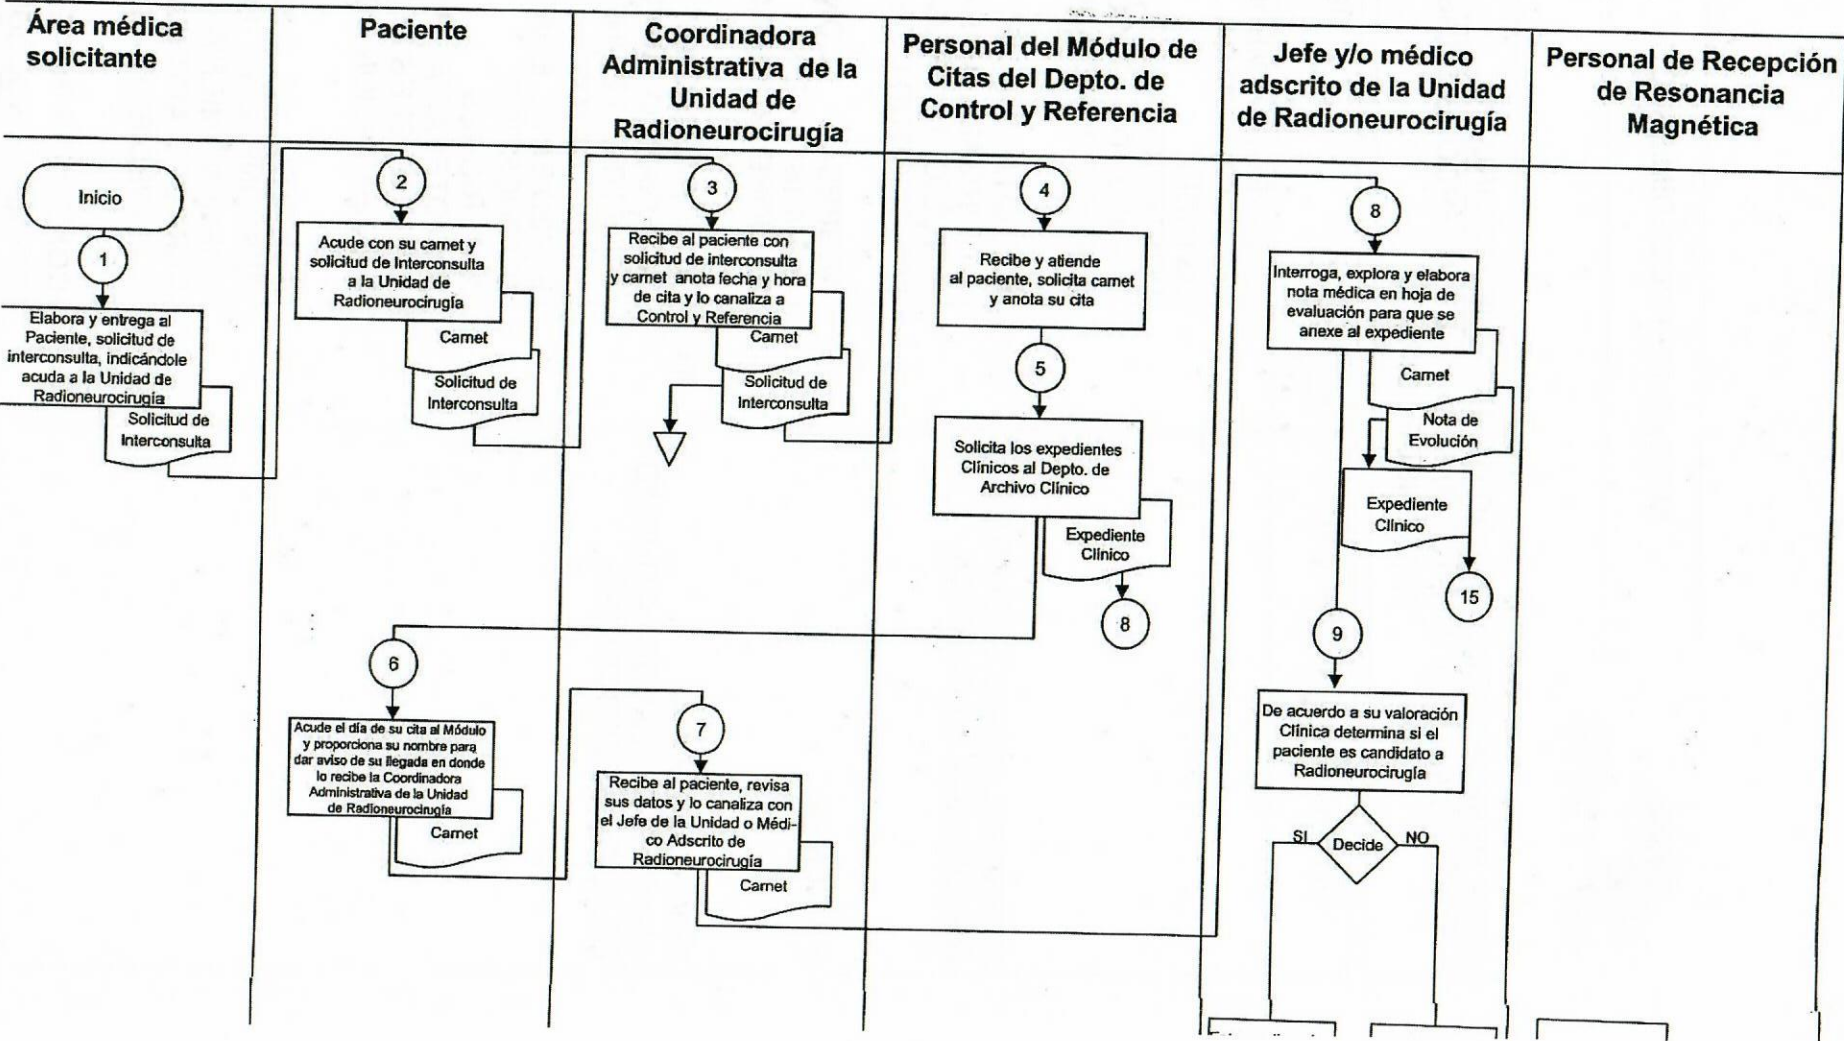 Área médica
solicitante
Paciente
Coordinadora
Administrativa de la
Unidad de
Radioneurocirugía
Personal del Módulo de
Citas del Depto. de
Control y Referencia
Jefe y/o médico
adscrito de la Unidad
de Radioneurocirugía
Personal de Recepción
de Resonancia
Magnética
Inicio
1
Elabora y entrega al
Paciente, solicitud de
interconsulta, indicándole
acuda a la Unidad de
Radioneurocirugía
Solicitud de
Interconsulta
2
Acude con su carnet y
solicitud de Interconsulta
a la Unidad de
Radioneurocirugía
Carnet
Solicitud de
Interconsulta
3
Recibe al paciente con
solicitud de interconsulta
y carnet anota fecha y hora
de cita y lo canaliza a
Control y Referencia
Carnet
Solicitud de
Interconsulta
4
Recibe y atiende
al paciente, solicita carnet
y anota su cita
5
Solicita los expedientes
Clínicos al Depto. de
Archivo Clínico
Expediente
Clínico
8
6
Acude el día de su cita al Módulo
y proporciona su nombre para
dar aviso de su llegada en donde
lo recibe la Coordinadora
Administrativa de la Unidad
de Radioneurocirugía
Carnet
7
Recibe al paciente, revisa
sus datos y lo canaliza con
el Jefe de la Unidad o Médi-
co Adscrito de
Radioneurocirugía
Carnet
8
Interroga, explora y elabora
nota médica en hoja de
evaluación para que se
anexe al expediente
Carnet
Nota de
Evolución
Expediente
Clínico
15
9
De acuerdo a su valoración
Clínica determina si el
paciente es candidato a
Radioneurocirugía
SI
Decide
NO